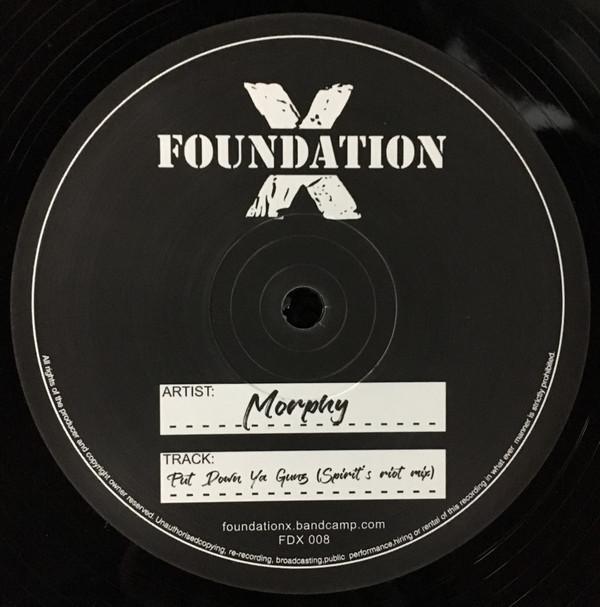 X
FOUNDATION
ARTIST:
Morphy
TRACK:
Put Down Ya Gunz (Spirit's riot mix)
foundationx.bandcamp.com
FDX 008
All rights of the producer and copyright owner reserved. Unauthorisedcopying, re-recording, broadcasting,public performance,hiring or rental of this recording in what ever manner is strictly prohibited.